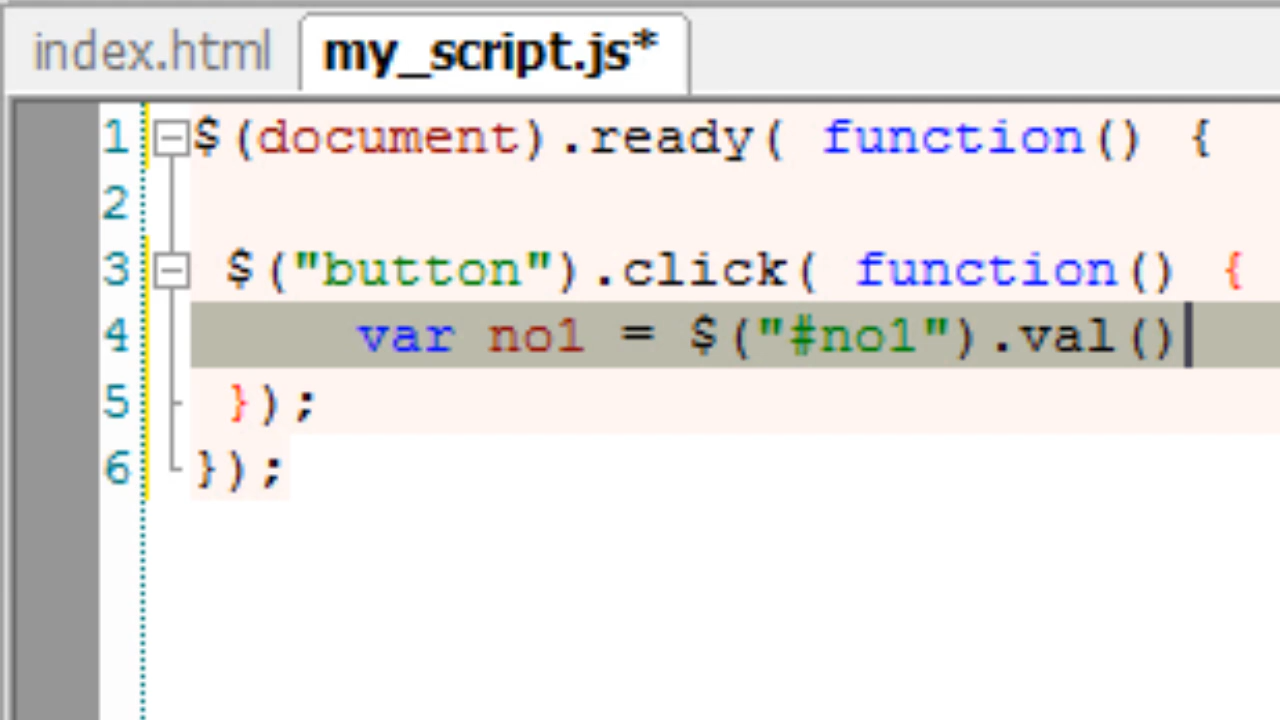 index.html my_script.js*
1 $(document).ready( function() {
2
3 $("button").click( function() {
4 var no1 = $("#no1").val()
5 });
6 });